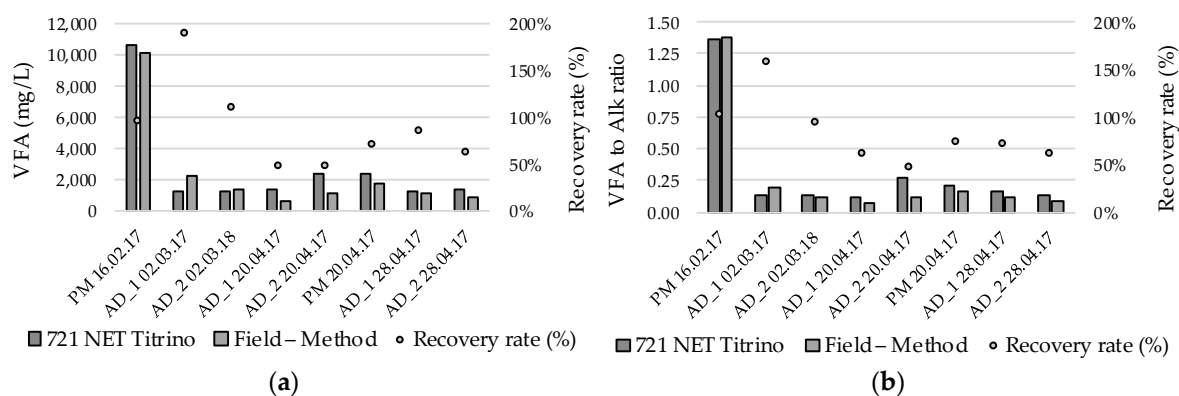 12,000
10,000
8,000
6,000
4,000
2,000
0
VFA (mg/L)
200%
150%
100%
50%
0%
Recovery rate (%)
PM 16.02.17
AD_1 02.03.17
AD_2 02.03.18
AD_1 20.04.17
AD_2 20.04.17
PM 20.04.17
AD_1 28.04.17
AD_2 28.04.17
721 NET Titrino Field–Method Recovery rate (%)
(a)
1.50
1.25
1.00
0.75
0.50
0.25
0.00
VFA to Alk ratio
200%
150%
100%
50%
0%
Recovery rate (%)
PM 16.02.17
AD_1 02.03.17
AD_2 02.03.18
AD_1 20.04.17
AD_2 20.04.17
PM 20.04.17
AD_1 28.04.17
AD_2 28.04.17
721 NET Titrino Field–Method Recovery rate (%)
(b)